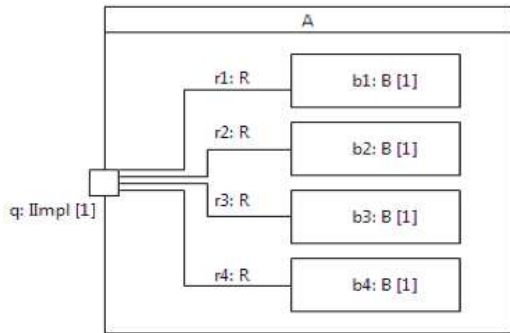 A
r1: R
b1: B [1]
r2: R
b2: B [1]
r3: R
b3: B [1]
q: IImpl [1]
r4: R
b4: B [1]